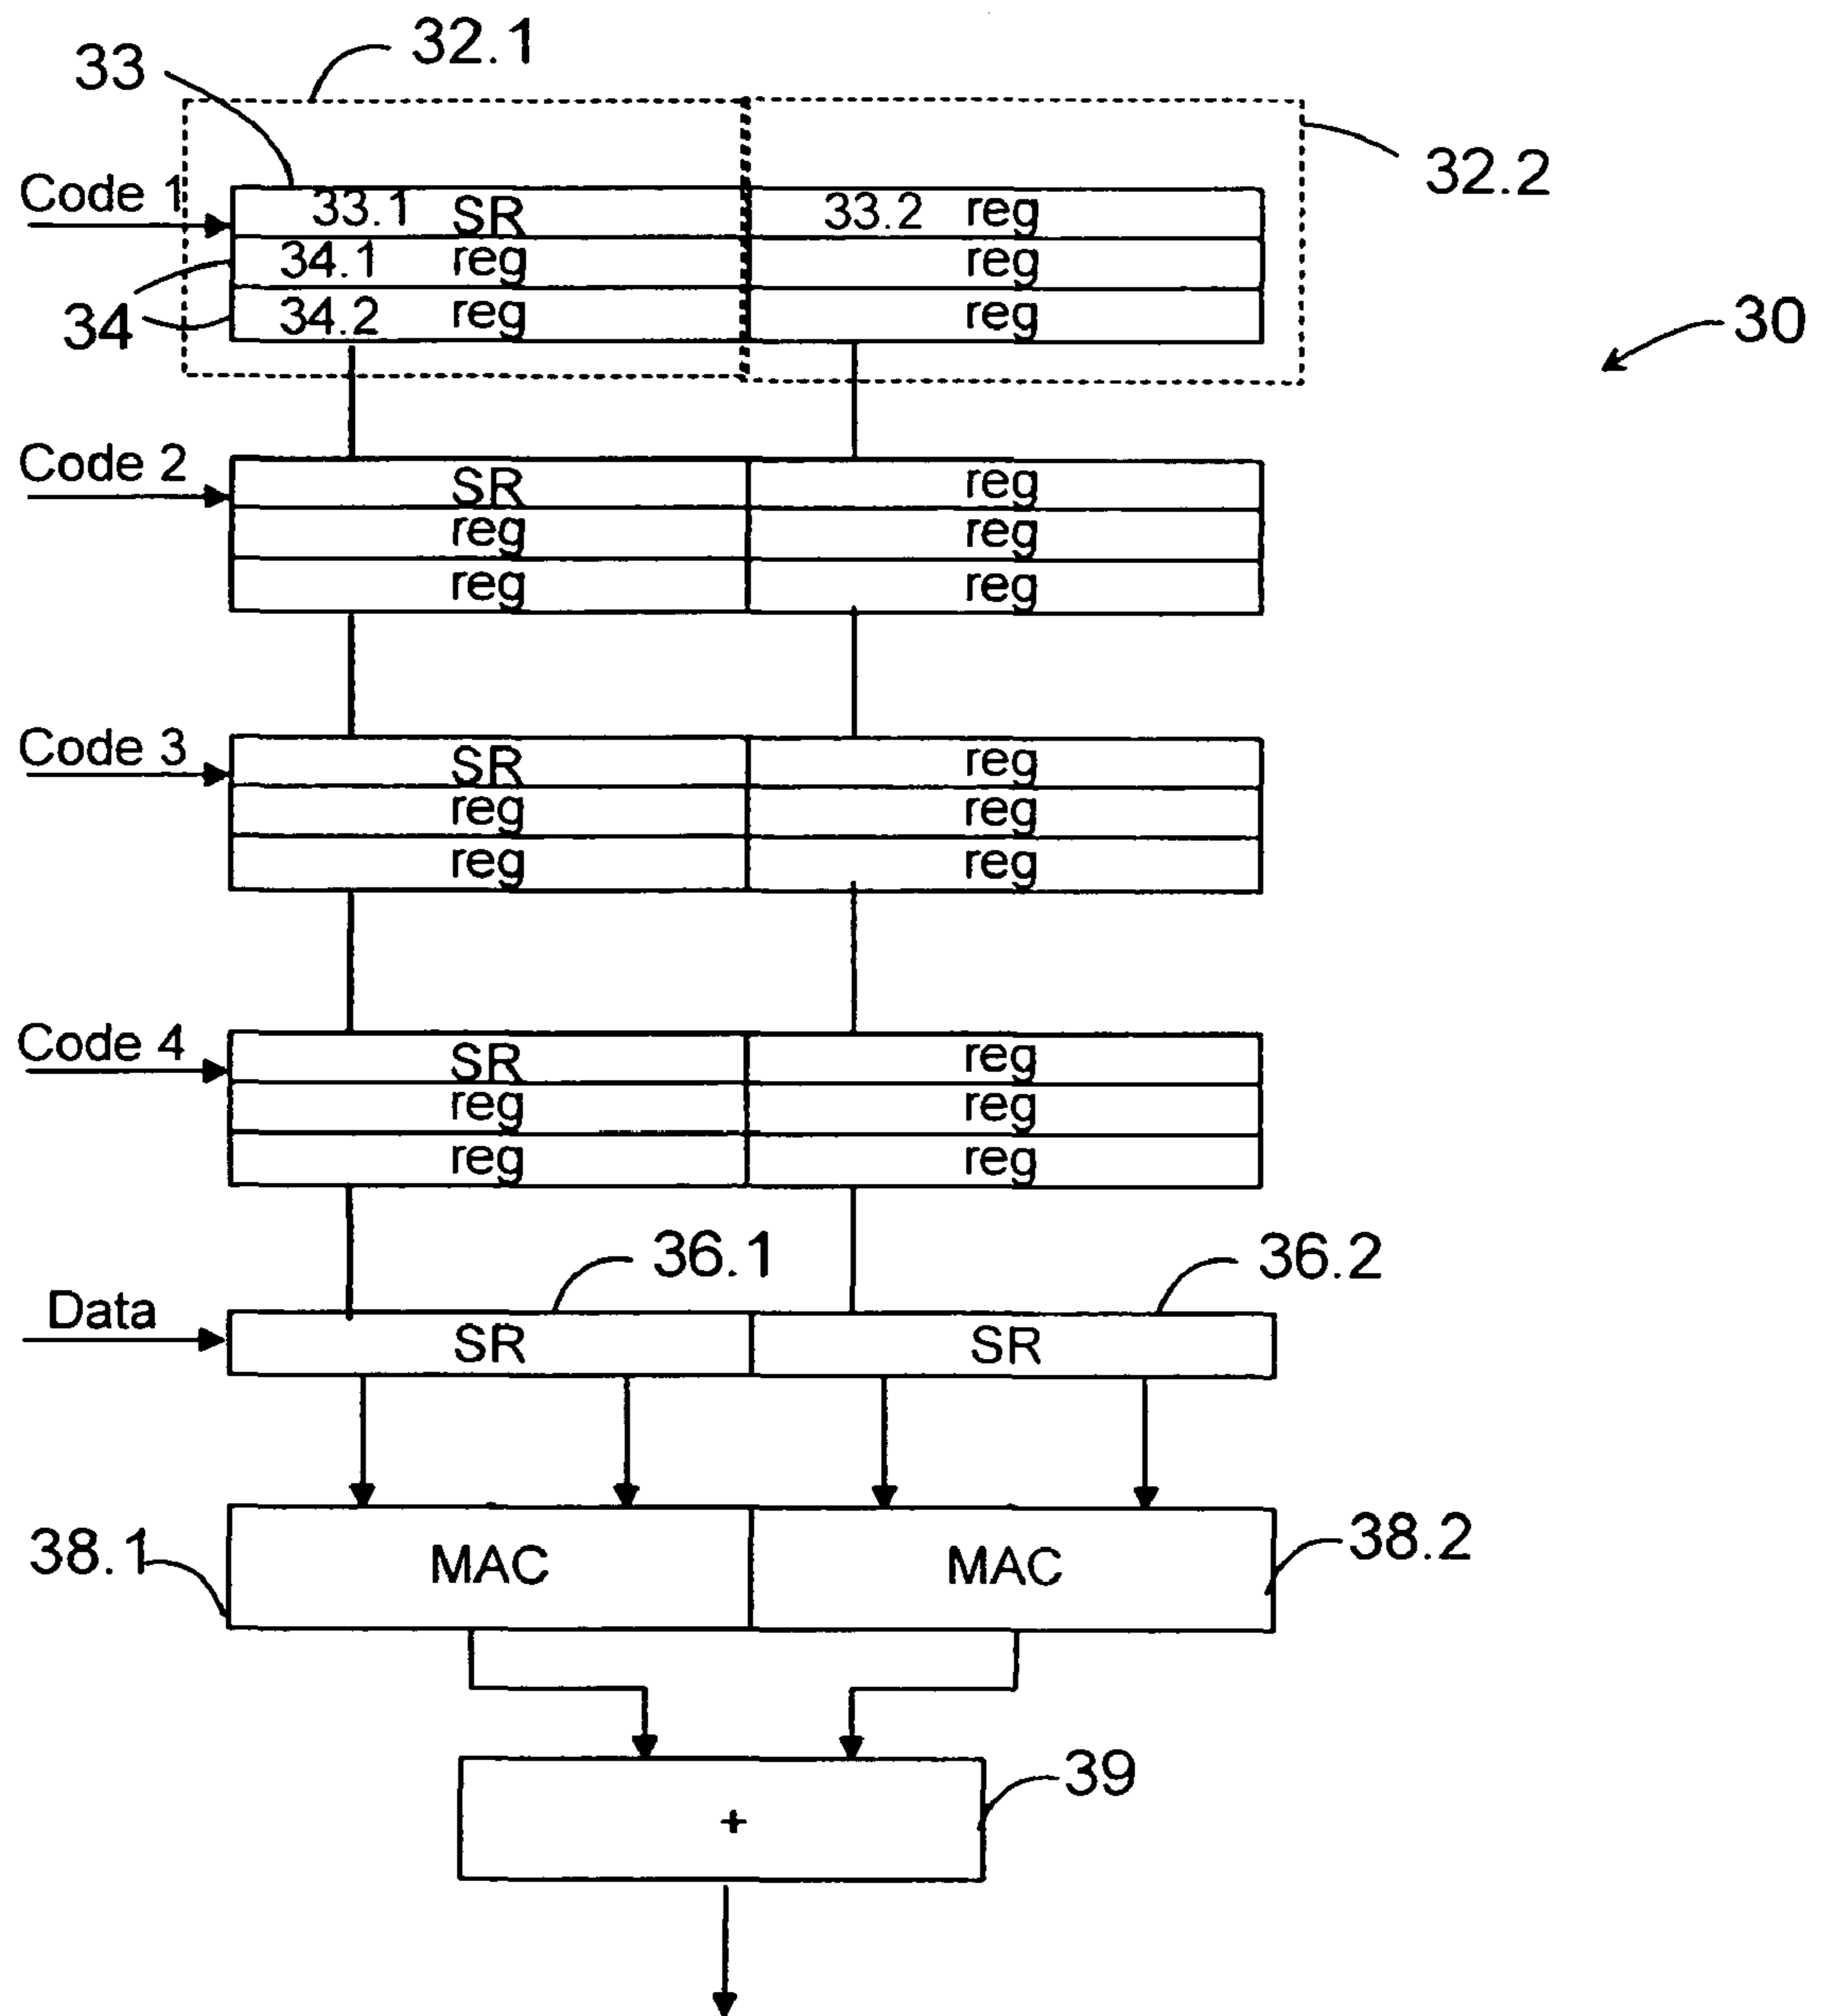 32.1
33
32.2
Code 1
33.1 SR 33.2 reg
34.1 reg reg
34.2 reg reg
34
30
Code 2
SR reg
reg reg
reg reg
Code 3
SR reg
reg reg
reg reg
Code 4
SR reg
reg reg
reg reg
36.1 36.2
Data
SR SR
38.1 MAC MAC 38.2
39
+